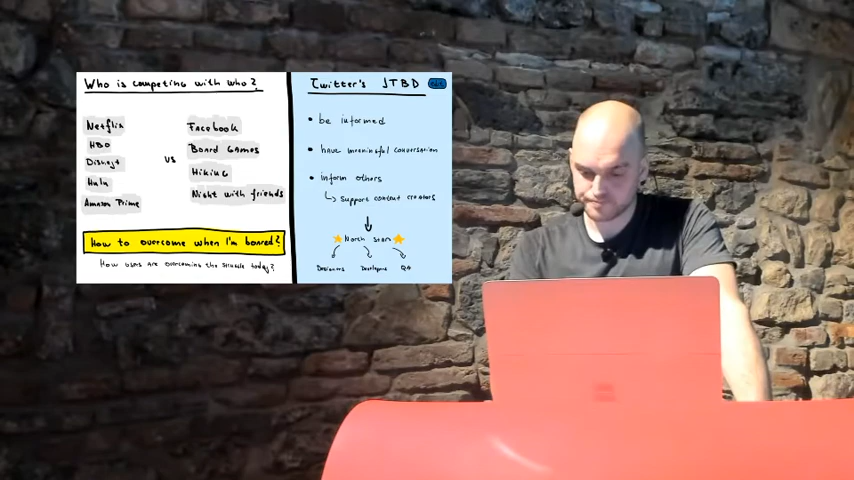 Who is competing with who?
Netflix
HBO
Disney+
Hulu
Amazon Prime
vs
Facebook
Board Games
Hiking
Night with friends
How to overcome when I'm bored?
How users are overcoming the struggle today?
Twitter's JTBD
be informed
have meaningful conversation
inform others
Support content creators
North star
Designers
Developers
QA